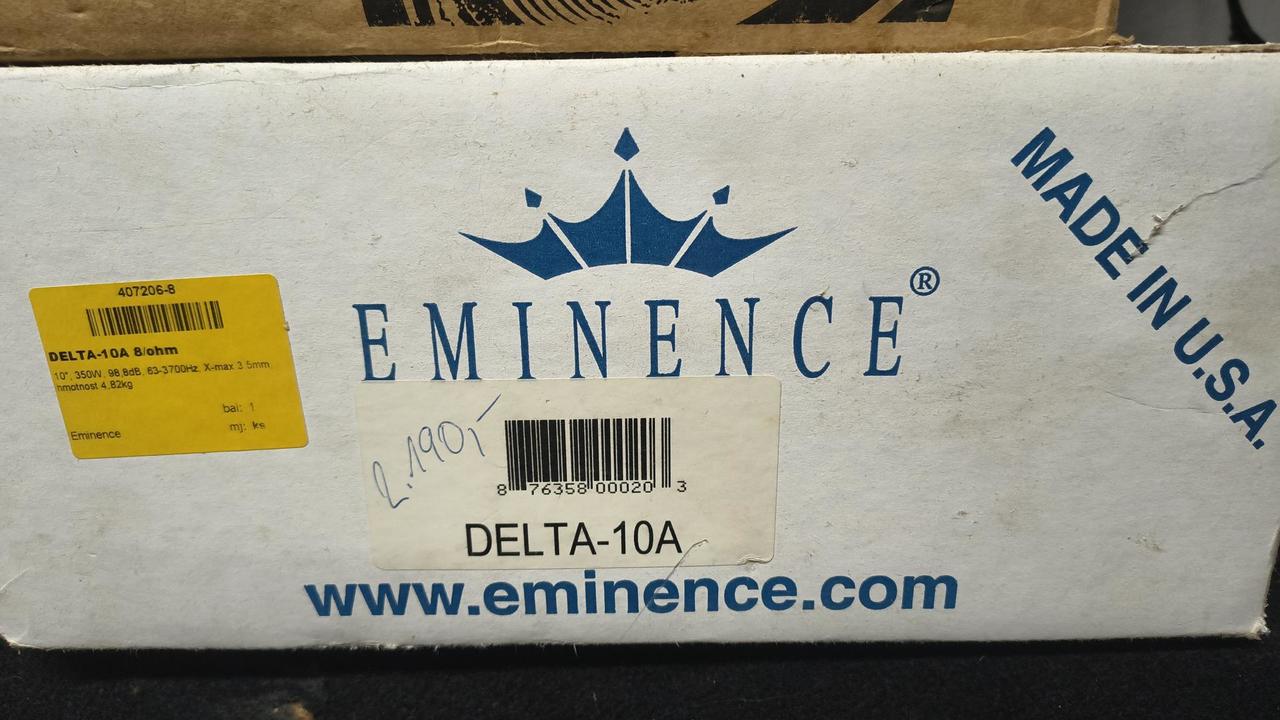 MADE IN U.S.A.
EMINENCE®
407206-8
DELTA-10A 8/ohm
10", 350W, 98,8dB, 63-3700Hz, X-max 3.5mm,
hmotnost 4,82kg
bal: 1
Eminence
mj: ks
2.190,-
8 76358 00020 3
DELTA-10A
www.eminence.com